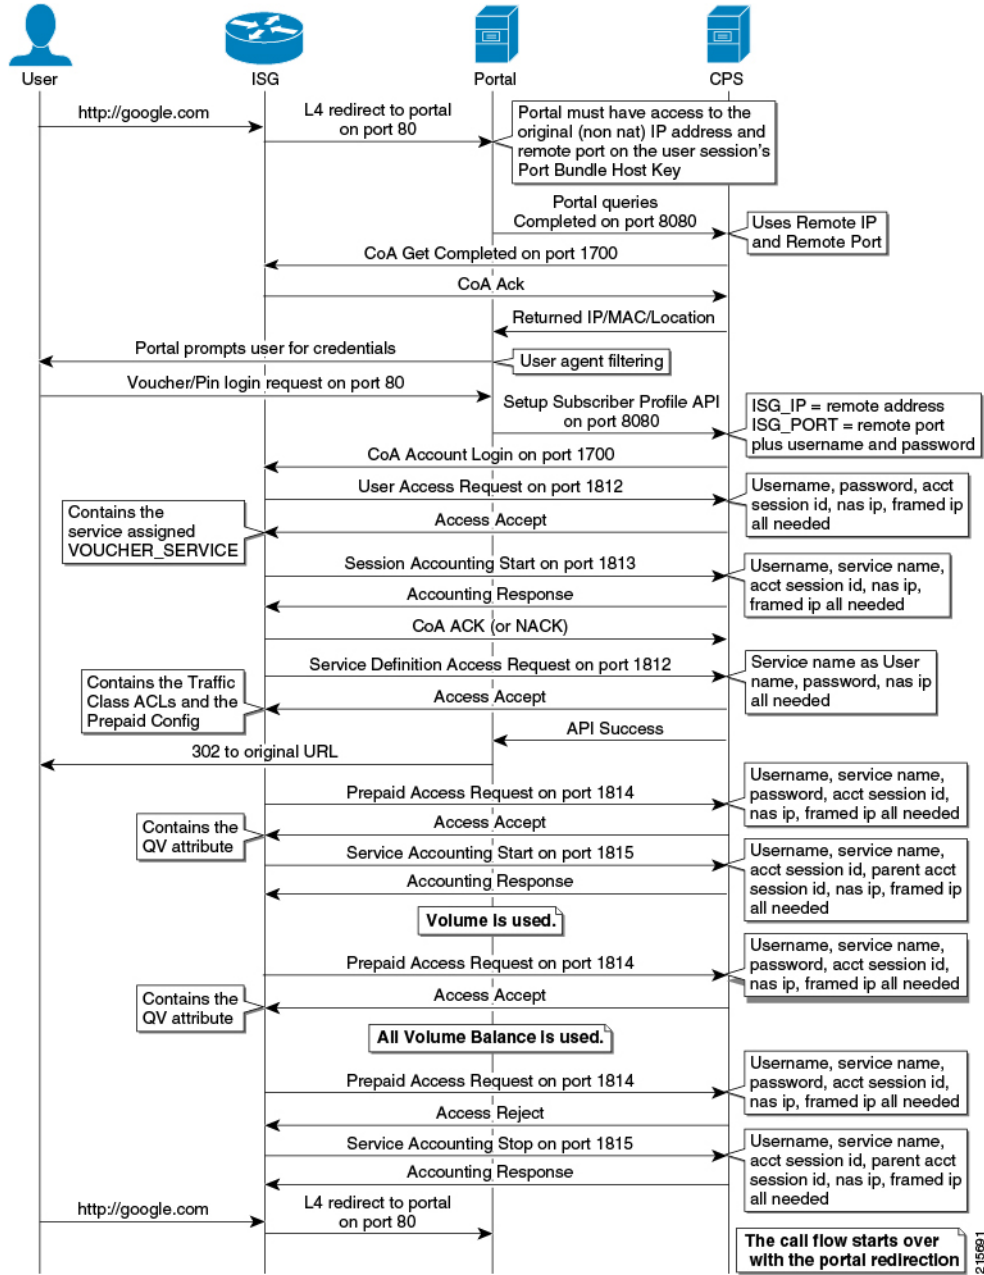 User
ISG
Portal
CPS
http://google.com
L4 redirect to portal
on port 80
Portal must have access to the
original (non nat) IP address and
remote port on the user session's
Port Bundle Host Key
Portal queries
Completed on port 8080
Uses Remote IP
and Remote Port
CoA Get Completed on port 1700
CoA Ack
Returned IP/MAC/Location
Portal prompts user for credentials
User agent filtering
Voucher/Pin login request on port 80
Setup Subscriber Profile API
on port 8080
ISG_IP = remote address
ISG_PORT = remote port
plus username and password
CoA Account Login on port 1700
User Access Request on port 1812
Username, password, acct
session id, nas ip, framed ip
all needed
Contains the
service assigned
VOUCHER_SERVICE
Access Accept
Session Accounting Start on port 1813
Username, service name,
acct session id, nas ip,
framed ip all needed
Accounting Response
CoA ACK (or NACK)
Service Definition Access Request on port 1812
Service name as User
name, password, nas ip
all needed
Contains the Traffic
Class ACLs and the
Prepaid Config
Access Accept
API Success
302 to original URL
Prepaid Access Request on port 1814
Username, service name,
password, acct session id,
nas ip, framed ip all needed
Contains the
QV attribute
Access Accept
Service Accounting Start on port 1815
Username, service name,
acct session id, parent acct
session id, nas ip, framed ip
all needed
Accounting Response
Volume is used.
Prepaid Access Request on port 1814
Username, service name,
password, acct session id,
nas ip, framed ip all needed
Contains the
QV attribute
Access Accept
All Volume Balance is used.
Prepaid Access Request on port 1814
Username, service name,
password, acct session id,
nas ip, framed ip all needed
Access Reject
Service Accounting Stop on port 1815
Username, service name,
acct session id, parent acct
session id, nas ip, framed ip
all needed
Accounting Response
http://google.com
L4 redirect to portal
on port 80
The call flow starts over
with the portal redirection
215691